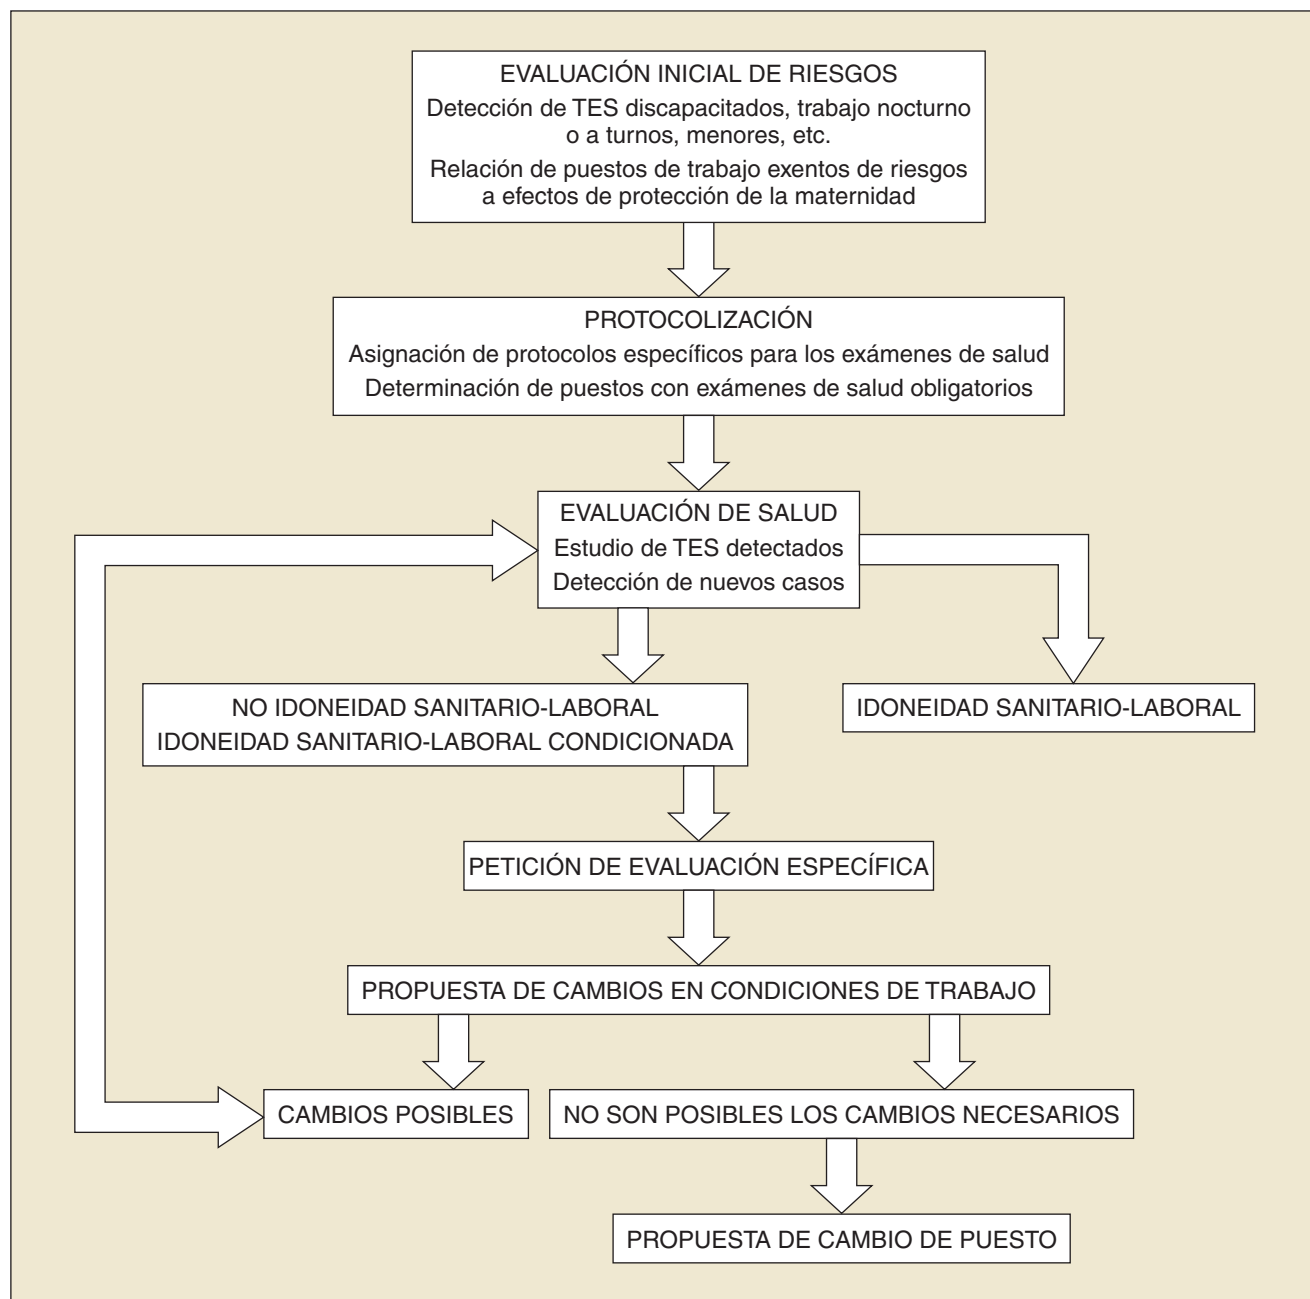 EVALUACIÓN INICIAL DE RIESGOS
Detección de TES discapacitados, trabajo nocturno
o a turnos, menores, etc.
Relación de puestos de trabajo exentos de riesgos
a efectos de protección de la maternidad
PROTOCOLIZACIÓN
Asignación de protocolos específicos para los exámenes de salud
Determinación de puestos con exámenes de salud obligatorios
EVALUACIÓN DE SALUD
Estudio de TES detectados
Detección de nuevos casos
NO IDONEIDAD SANITARIO-LABORAL
IDONEIDAD SANITARIO-LABORAL CONDICIONADA
IDONEIDAD SANITARIO-LABORAL
PETICIÓN DE EVALUACIÓN ESPECÍFICA
PROPUESTA DE CAMBIOS EN CONDICIONES DE TRABAJO
CAMBIOS POSIBLES
NO SON POSIBLES LOS CAMBIOS NECESARIOS
PROPUESTA DE CAMBIO DE PUESTO